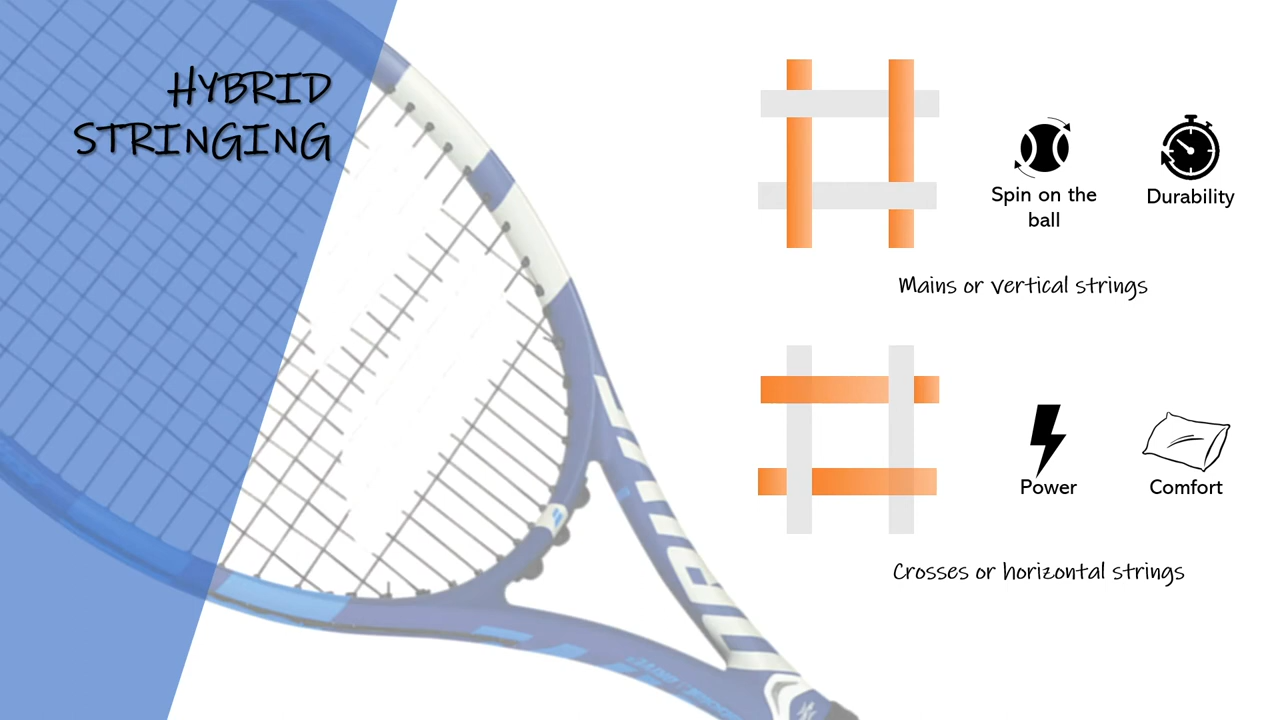 HYBRID
STRINGING
Spin on the
ball
Durability
Mains or vertical strings
Power
Comfort
Crosses or horizontal strings